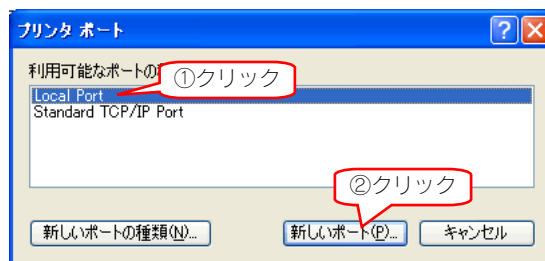 プリンタ ポート
利用可能なポートの
①クリック
Local Port
Standard TCP/IP Port
②クリック
新しいポートの種類(N)...
新しいポート(P)...
キャンセル